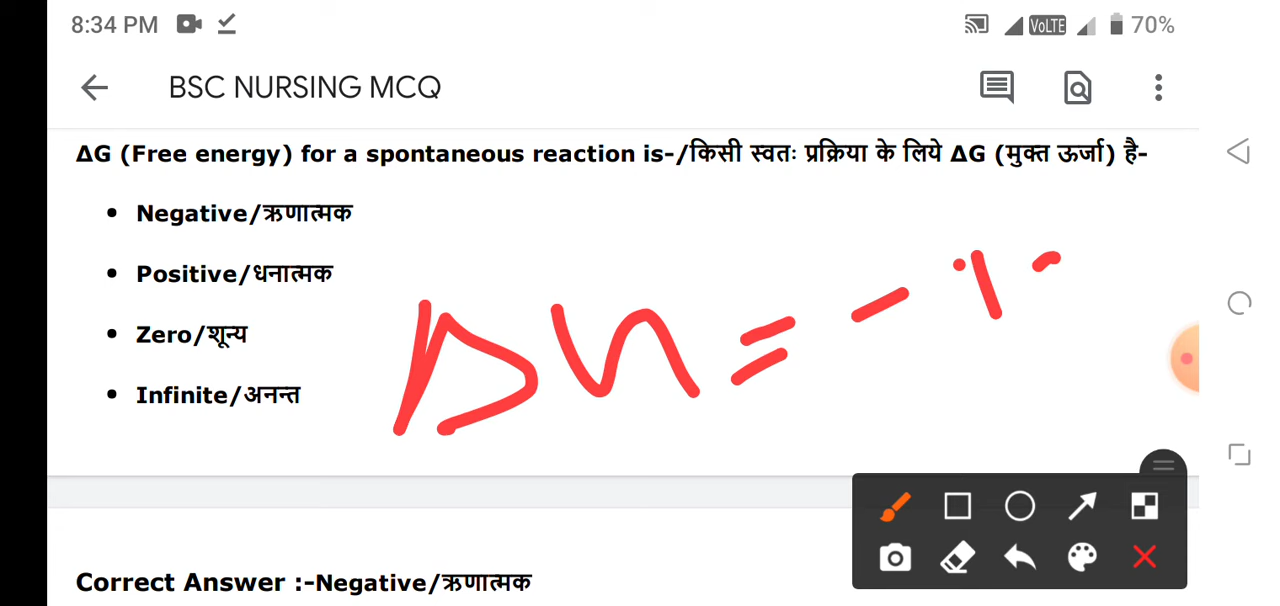 8:34 PM VoLTE 70%
BSC NURSING MCQ
ΔG (Free energy) for a spontaneous reaction is-/किसी स्वतः प्रक्रिया के लिये ΔG (मुक्त ऊर्जा) है-
• Negative/ऋणात्मक
• Positive/धनात्मक
• Zero/शून्य
• Infinite/अनन्त
Correct Answer :-Negative/ऋणात्मक